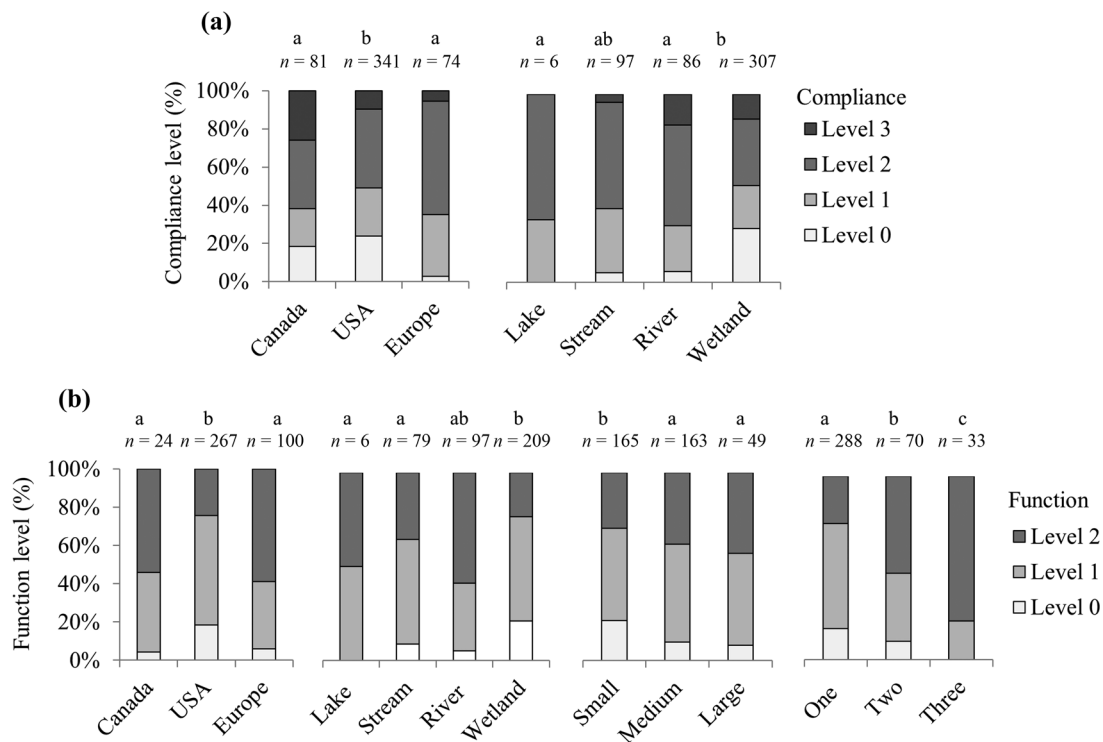 (a)
a b a a ab a b
n = 81 n = 341 n = 74 n = 6 n = 97 n = 86 n = 307
Compliance level (%)
100%
80%
60%
40%
20%
0%
Canada USA Europe Lake Stream River Wetland
Compliance
Level 3
Level 2
Level 1
Level 0
(b)
a b a a a ab b b a a a b c
n = 24 n = 267 n = 100 n = 6 n = 79 n = 97 n = 209 n = 165 n = 163 n = 49 n = 288 n = 70 n = 33
Function level (%)
100%
80%
60%
40%
20%
0%
Canada USA Europe Lake Stream River Wetland Small Medium Large One Two Three
Function
Level 2
Level 1
Level 0